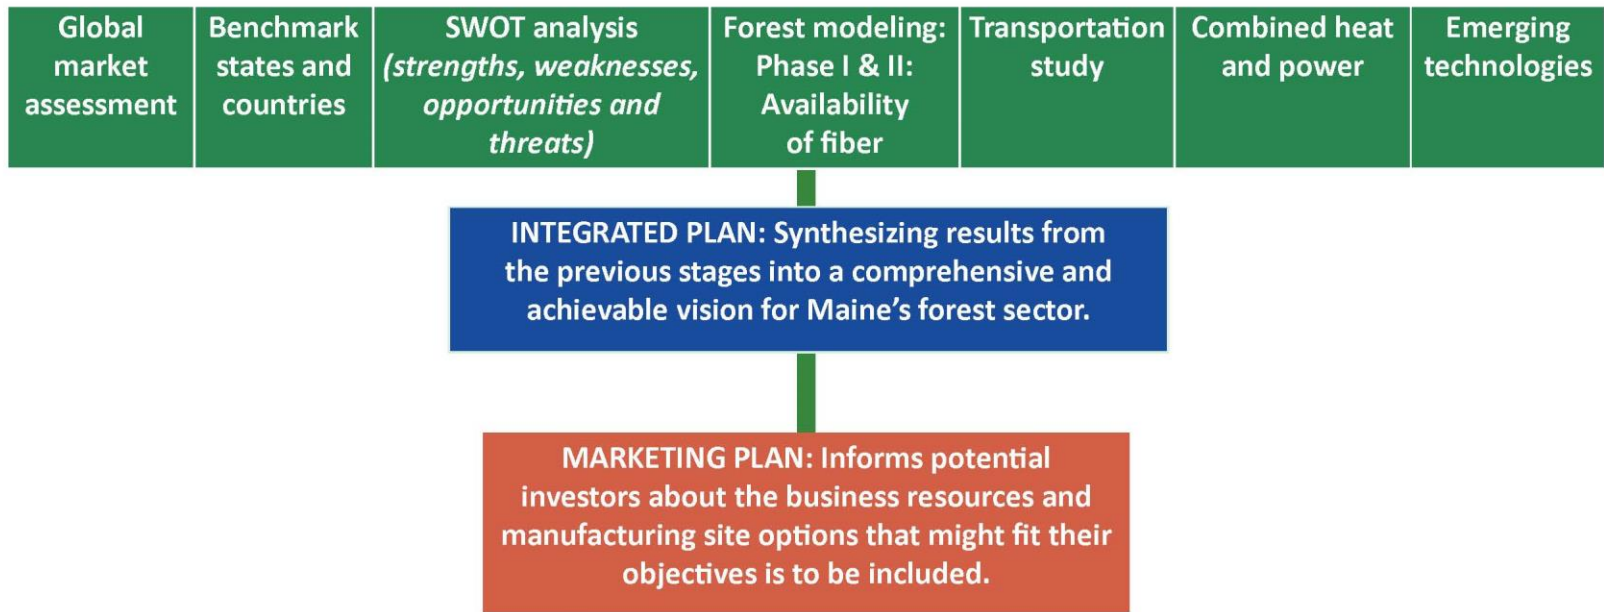 Global
market
assessment
Benchmark
states and
countries
SWOT analysis
(strengths, weaknesses,
opportunities and
threats)
Forest modeling:
Phase I & II:
Availability
of fiber
Transportation
study
Combined heat
and power
Emerging
technologies
INTEGRATED PLAN: Synthesizing results from
the previous stages into a comprehensive and
achievable vision for Maine’s forest sector.
MARKETING PLAN: Informs potential
investors about the business resources and
manufacturing site options that might fit their
objectives is to be included.